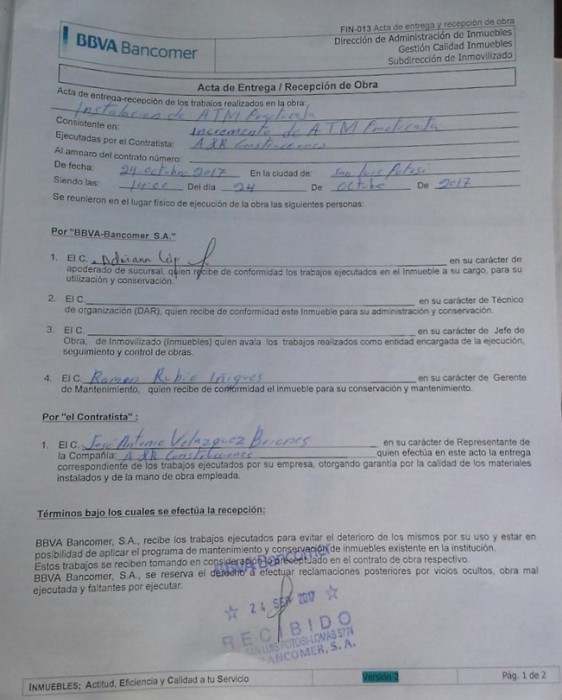 BBVA Bancomer
FIN-013 Acta de entrega y recepción de obra
Dirección de Administración de Inmuebles
Gestión Calidad Inmuebles
Subdirección de Inmovilizado
Acta de Entrega / Recepción de Obra
Acta de entrega-recepción de los trabajos realizados en la obra:
Instalacion de ATM
Consistente en: Incremento de ATM
Ejecutadas por el Contratista: A&R
Al amparo del contrato número:
De fecha: 24 octubre 2017 En la ciudad de: San Luis Potosi
Siendo las: 14:00 Del día 24 De Octubre De 2017
Se reunieron en el lugar físico de ejecución de la obra las siguientes personas:
Por "BBVA-Bancomer S.A."
1. El C. Adriana en su carácter de
apoderado de sucursal, quien recibe de conformidad los trabajos ejecutados en el inmueble a su cargo, para su
utilización y conservación.
2. El C. en su carácter de Técnico
de organización (DAR), quien recibe de conformidad este Inmueble para su administración y conservación.
3. El C. en su carácter de Jefe de
Obra, de Inmovilizado (Inmuebles) quien avala los trabajos realizados como entidad encargada de la ejecución,
seguimiento y control de obras.
4. El C. Ramon Rubio Iñigues en su carácter de Gerente
de Mantenimiento, quien recibe de conformidad el inmueble para su conservación y mantenimiento.
Por "el Contratista":
1. El C. José Antonio Velazquez Briones en su carácter de Representante de
la Compañía: A&R quien efectúa en este acto la entrega
correspondiente de los trabajos ejecutados por su empresa, otorgando garantía por la calidad de los materiales
instalados y de la mano de obra empleada.
Términos bajo los cuales se efectúa la recepción:
BBVA Bancomer, S.A., recibe los trabajos ejecutados para evitar el deterioro de los mismos por su uso y estar en
posibilidad de aplicar el programa de mantenimiento y conservación de inmuebles existente en la institución.
Estos trabajos se reciben tomando en consideración lo preceptuado en el contrato de obra respectivo.
BBVA Bancomer, S.A., se reserva el derecho a efectuar reclamaciones posteriores por vicios ocultos, obra mal
ejecutada y faltantes por ejecutar.
BBVA Bancomer
24 SEP 2017
RECIBIDO
SAN LUIS POTOSI-LOMAS 5774
BANCOMER, S.A.
INMUEBLES; Actitud, Eficiencia y Calidad a tu Servicio
Versión 2
Pág. 1 de 2